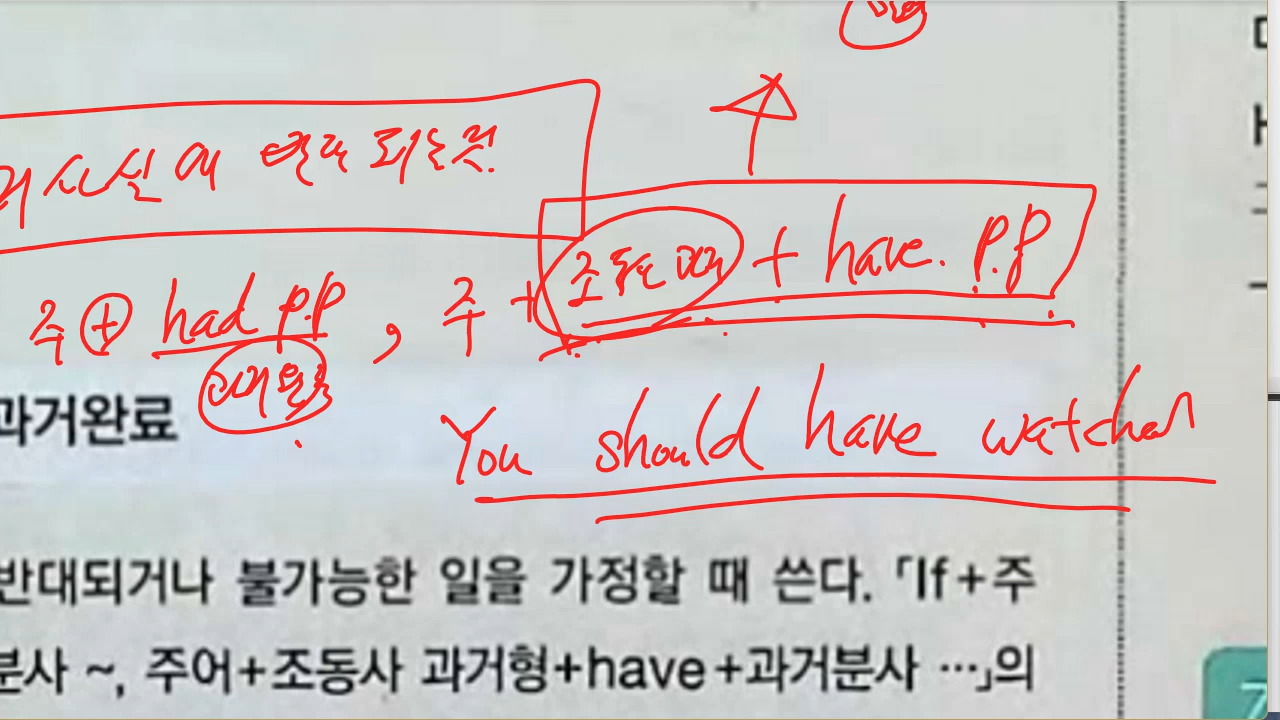 사실에 반대 되는것
조동사 과거 + have. P.P
주 + had P.P , 주 +
과거완료
You should have watched
반대되거나 불가능한 일을 가정할 때 쓴다. 「If+주
분사 ~, 주어+조동사 과거형+have+과거분사 …」의
7